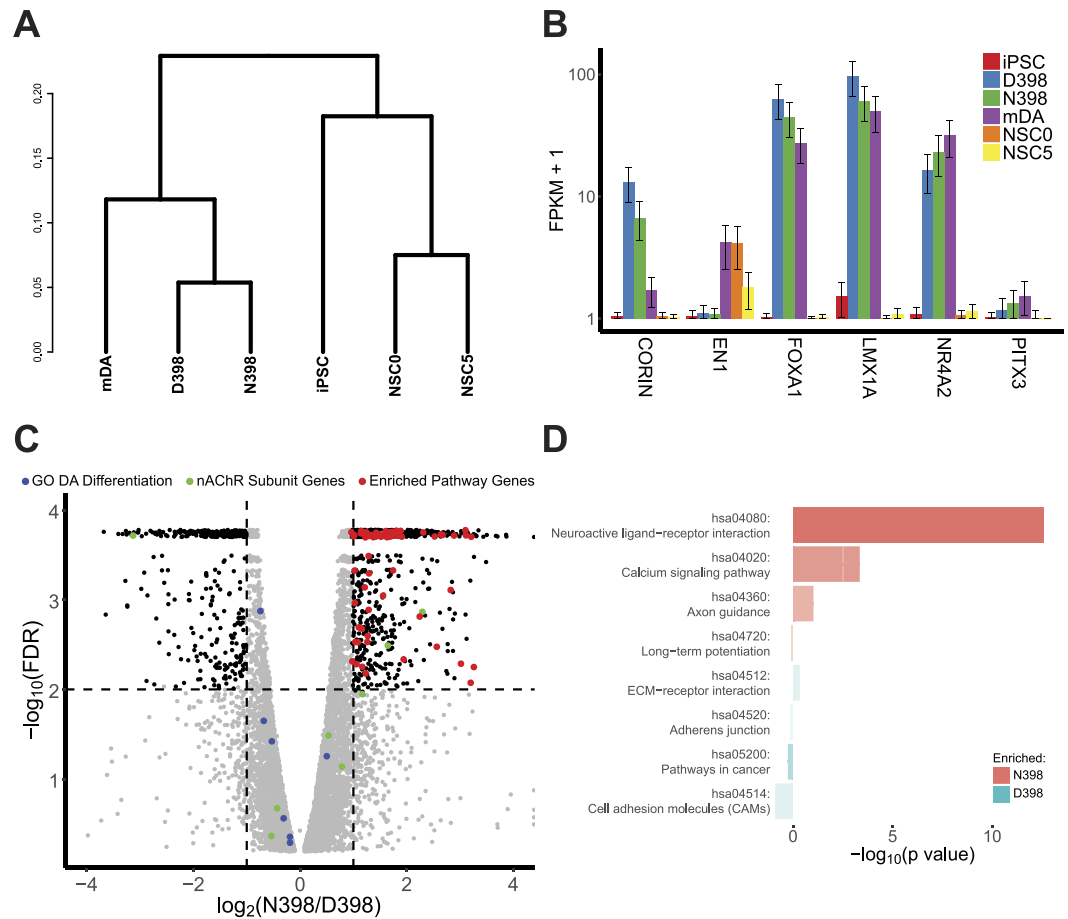 A
0.00
0.05
0.10
0.15
0.20
mDA
D398
N398
iPSC
NSC0
NSC5
B
FPKM + 1
100
10
1
iPSC
D398
N398
mDA
NSC0
NSC5
CORIN
EN1
FOXA1
LMX1A
NR4A2
PITX3
C
GO DA Differentiation
nAChR Subunit Genes
Enriched Pathway Genes
−log10(FDR)
4
3
2
1
−4
−2
0
2
4
log2(N398/D398)
D
hsa04080:
Neuroactive ligand−receptor interaction
hsa04020:
Calcium signaling pathway
hsa04360:
Axon guidance
hsa04720:
Long−term potentiation
hsa04512:
ECM−receptor interaction
hsa04520:
Adherens junction
hsa05200:
Pathways in cancer
hsa04514:
Cell adhesion molecules (CAMs)
Enriched:
N398
D398
0
5
10
−log10(p value)